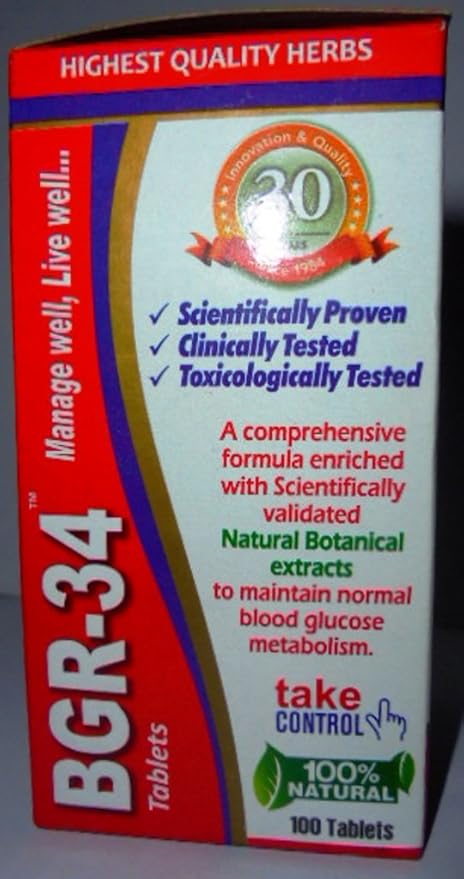 HIGHEST QUALITY HERBS
Manage well, Live well...
BGR-34™
Tablets
Innovation & Quality
30
1984
✓ Scientifically Proven
✓ Clinically Tested
✓ Toxicologically Tested
A comprehensive
formula enriched
with Scientifically
validated
Natural Botanical
extracts
to maintain normal
blood glucose
metabolism.
take
CONTROL
100%
NATURAL
100 Tablets